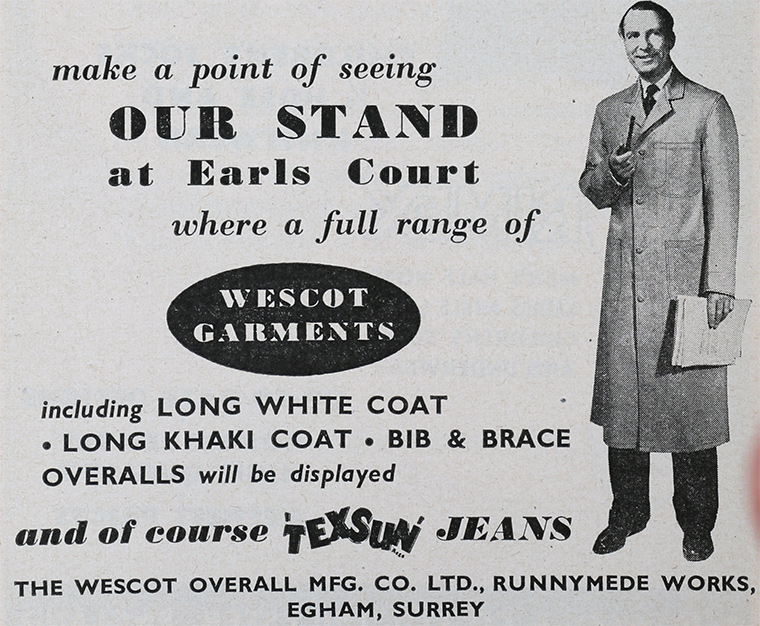 make a point of seeing
OUR STAND
at Earls Court
where a full range of
WESCOT
GARMENTS
including LONG WHITE COAT
• LONG KHAKI COAT • BIB & BRACE
OVERALLS will be displayed
and of course 'TEXSUN' JEANS
THE WESCOT OVERALL MFG. CO. LTD., RUNNYMEDE WORKS,
EGHAM, SURREY